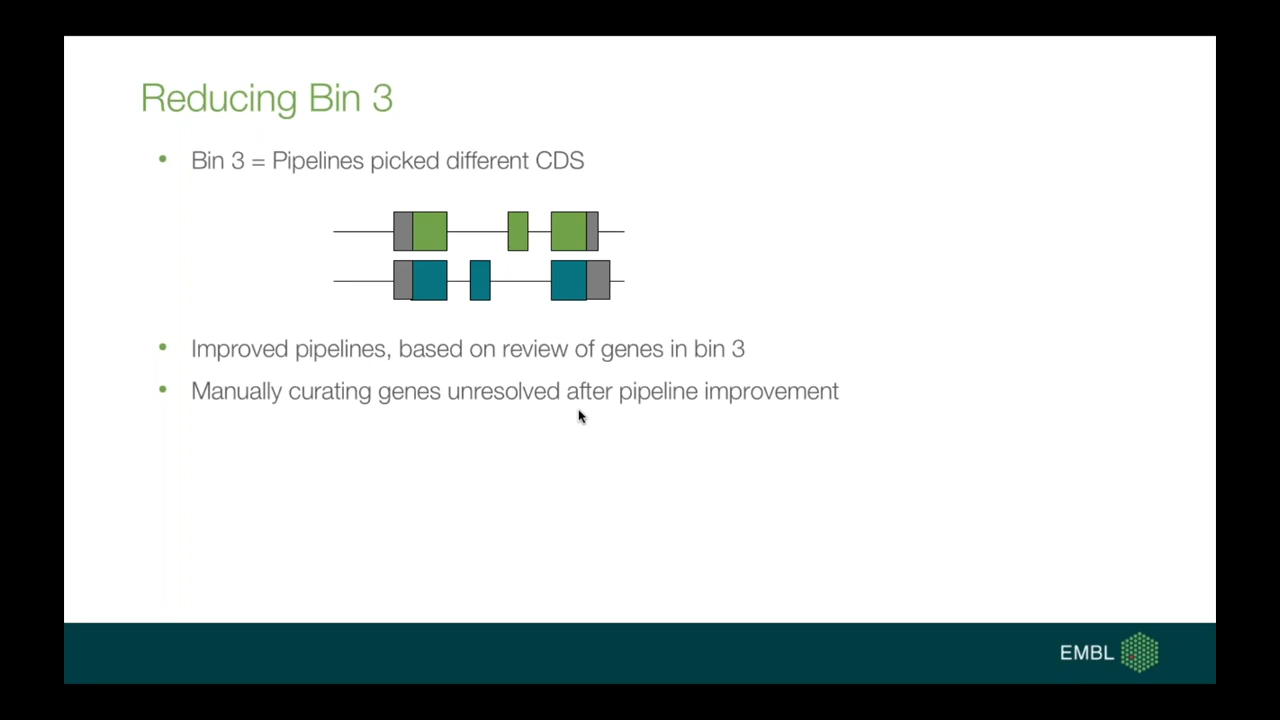 Reducing Bin 3
• Bin 3 = Pipelines picked different CDS
• Improved pipelines, based on review of genes in bin 3
• Manually curating genes unresolved after pipeline improvement
EMBL